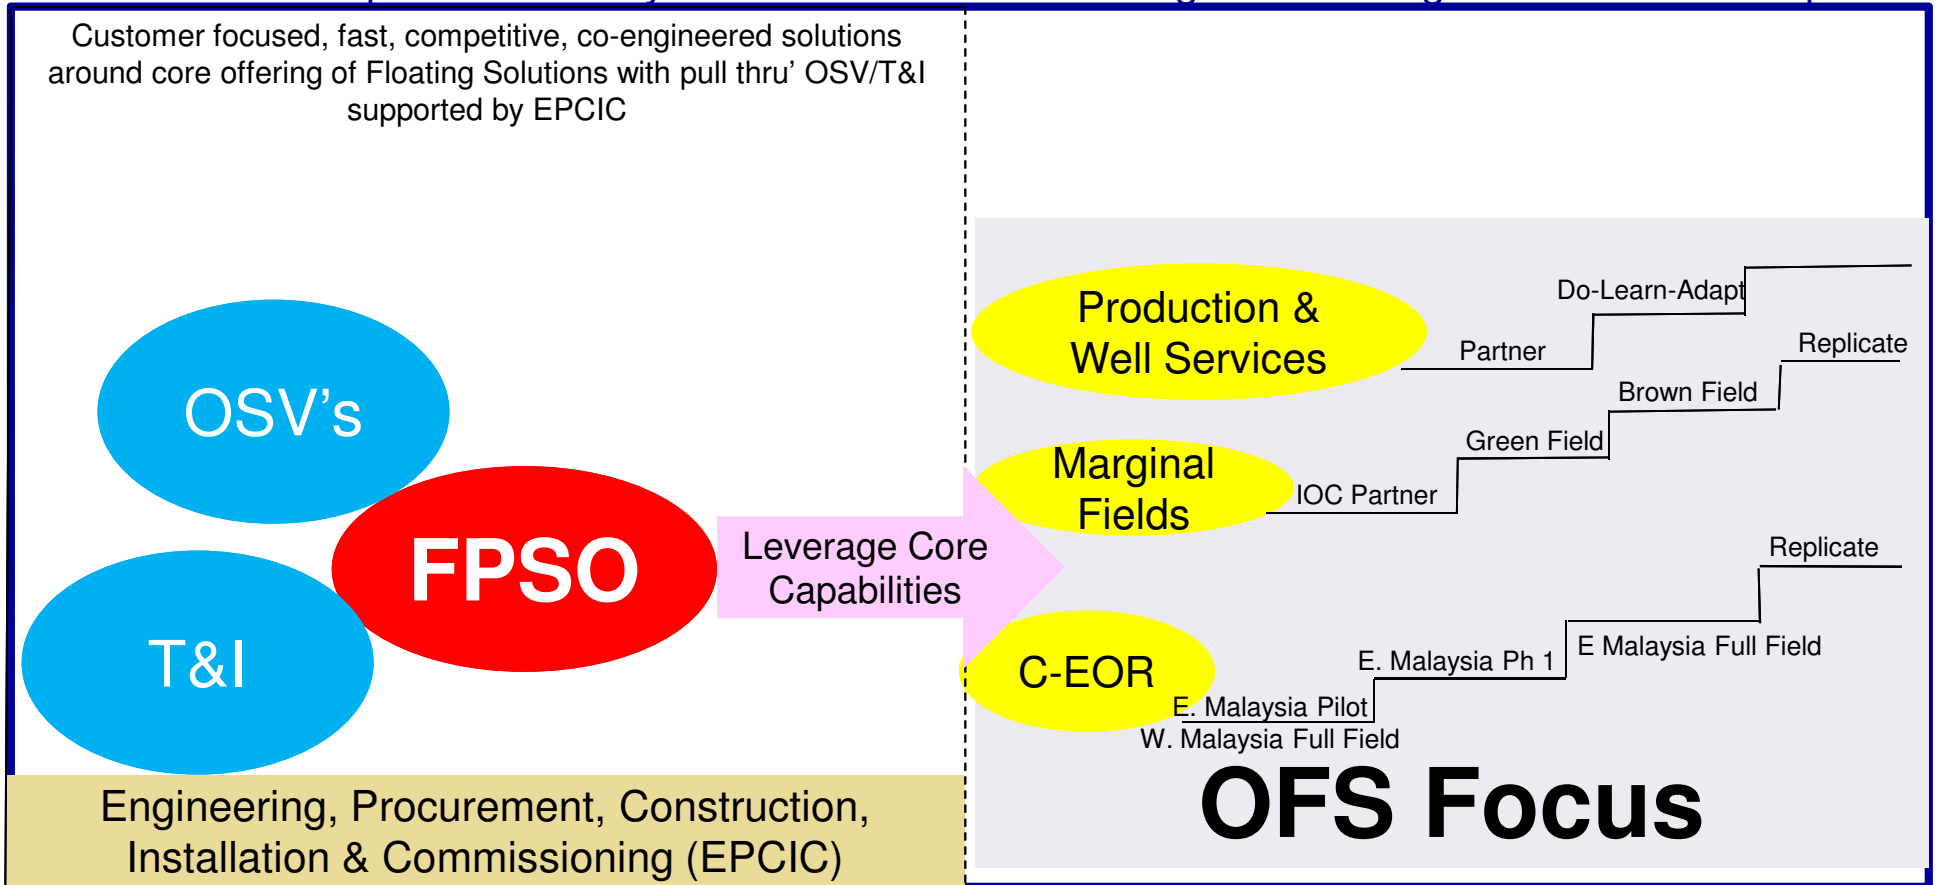 Customer focused, fast, competitive, co-engineered solutions
around core offering of Floating Solutions with pull thru’ OSV/T&I
supported by EPCIC
OSV’s
FPSO
T&I
Leverage Core
Capabilities
Engineering, Procurement, Construction,
Installation & Commissioning (EPCIC)
Production &
Well Services
Partner
Do-Learn-Adapt
Marginal
Fields
IOC Partner
Green Field
Brown Field
Replicate
C-EOR
E. Malaysia Pilot
W. Malaysia Full Field
E. Malaysia Ph 1
E Malaysia Full Field
Replicate
OFS Focus